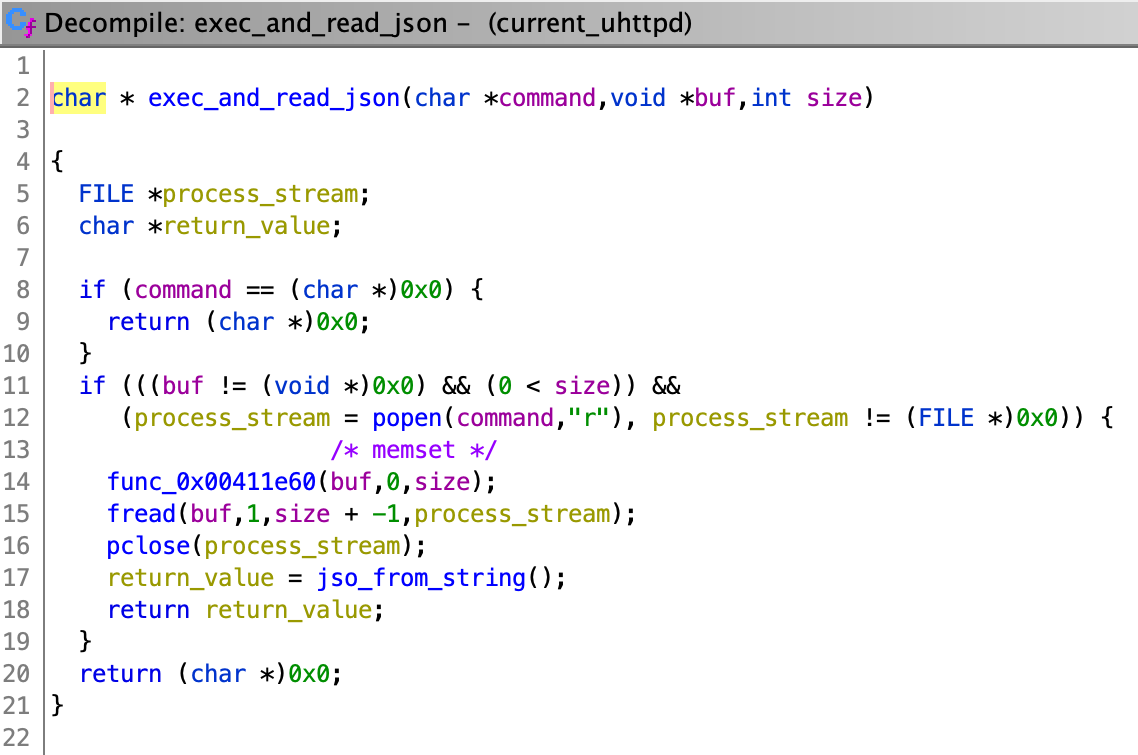 Decompile: exec_and_read_json - (current_uhttpd)
1
2 char * exec_and_read_json(char *command,void *buf,int size)
3
4 {
5   FILE *process_stream;
6   char *return_value;
7
8   if (command == (char *)0x0) {
9     return (char *)0x0;
10   }
11   if (((buf != (void *)0x0) && (0 < size)) &&
12      (process_stream = popen(command,"r"), process_stream != (FILE *)0x0)) {
13                     /* memset */
14     func_0x00411e60(buf,0,size);
15     fread(buf,1,size + -1,process_stream);
16     pclose(process_stream);
17     return_value = jso_from_string();
18     return return_value;
19   }
20   return (char *)0x0;
21 }
22